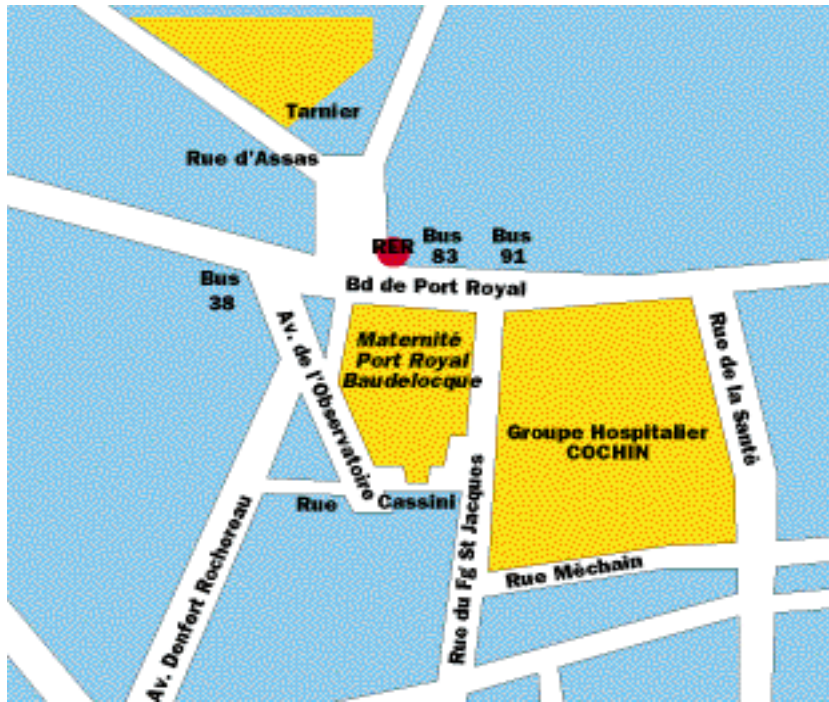 Tarnier
Rue d'Assas
RER
Bus
83
Bus
91
Bus
38
Bd de Port Royal
Av. de l'Observatoire
Maternité
Port Royal
Baudelocque
Rue de la Santé
Groupe Hospitalier
COCHIN
Rue Cassini
Av. Donfort Rochereau
Rue du Fg St Jacques
Rue Méchain